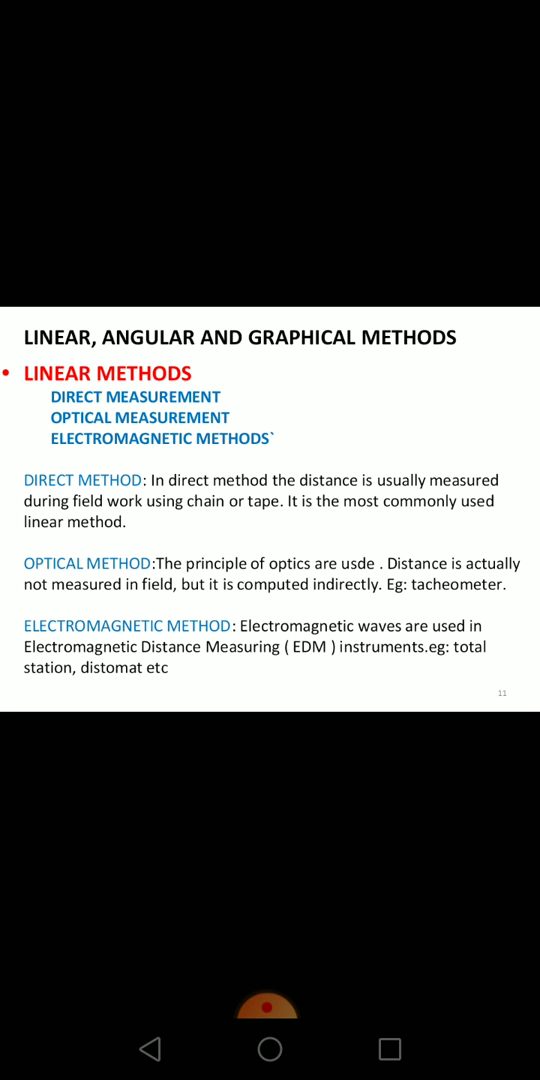 LINEAR, ANGULAR AND GRAPHICAL METHODS
• LINEAR METHODS
DIRECT MEASUREMENT
OPTICAL MEASUREMENT
ELECTROMAGNETIC METHODS`
DIRECT METHOD: In direct method the distance is usually measured
during field work using chain or tape. It is the most commonly used
linear method.
OPTICAL METHOD:The principle of optics are usde . Distance is actually
not measured in field, but it is computed indirectly. Eg: tacheometer.
ELECTROMAGNETIC METHOD: Electromagnetic waves are used in
Electromagnetic Distance Measuring ( EDM ) instruments.eg: total
station, distomat etc
11